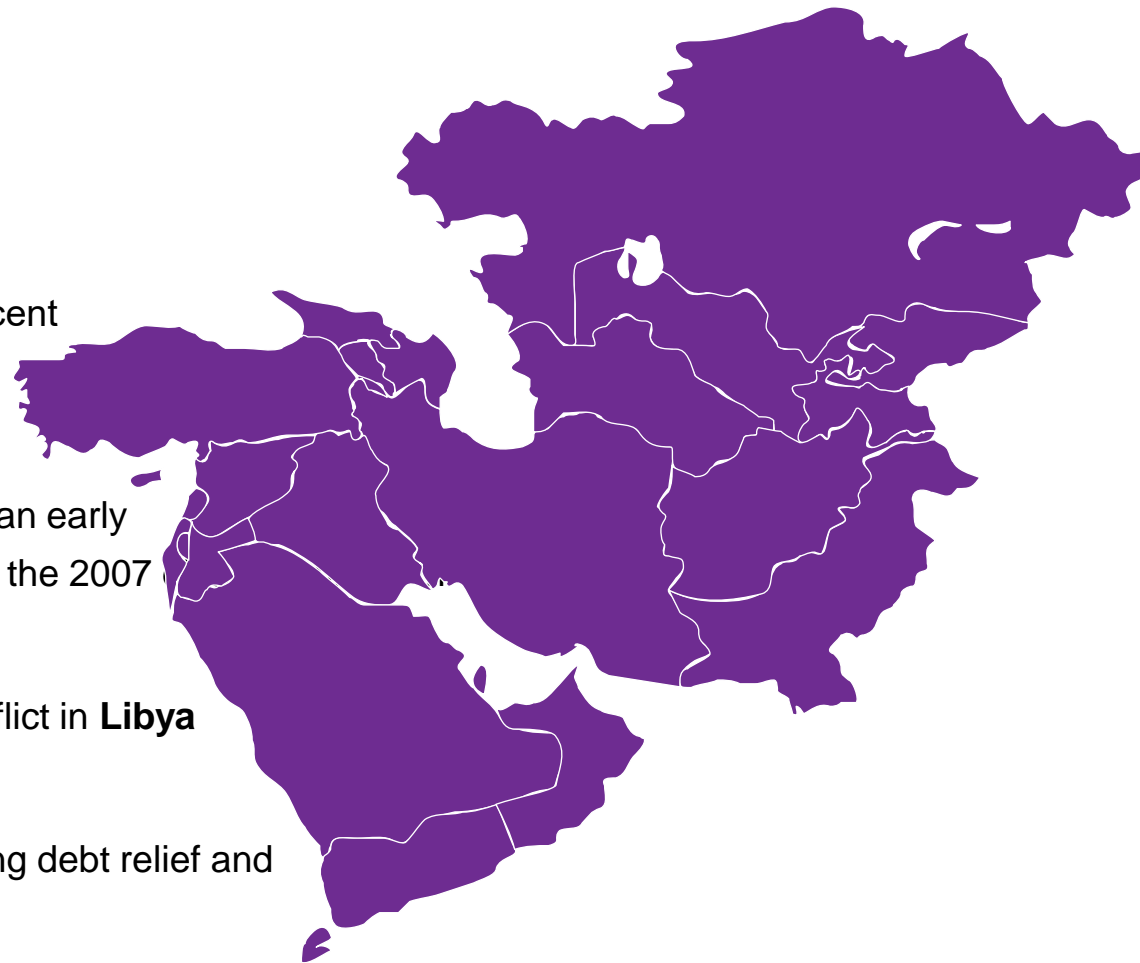 cent
an early
the 2007
flict in Libya
ng debt relief and